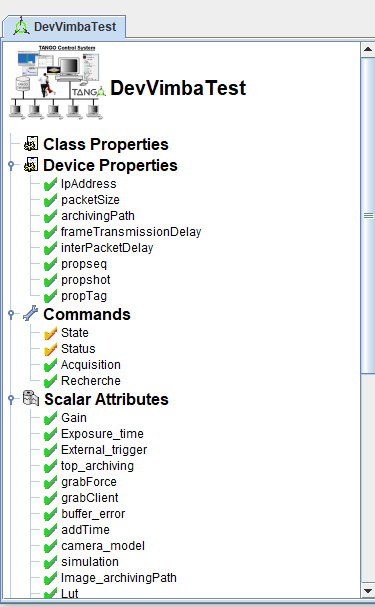 DevVimbaTest
TANGO Control System
TANGO
DevVimbaTest
Class Properties
Device Properties
IpAddress
packetSize
archivingPath
frameTransmissionDelay
interPacketDelay
propseq
propshot
propTag
Commands
State
Status
Acquisition
Recherche
Scalar Attributes
Gain
Exposure_time
External_trigger
top_archiving
grabForce
grabClient
buffer_error
addTime
camera_model
simulation
Image_archivingPath
Lut